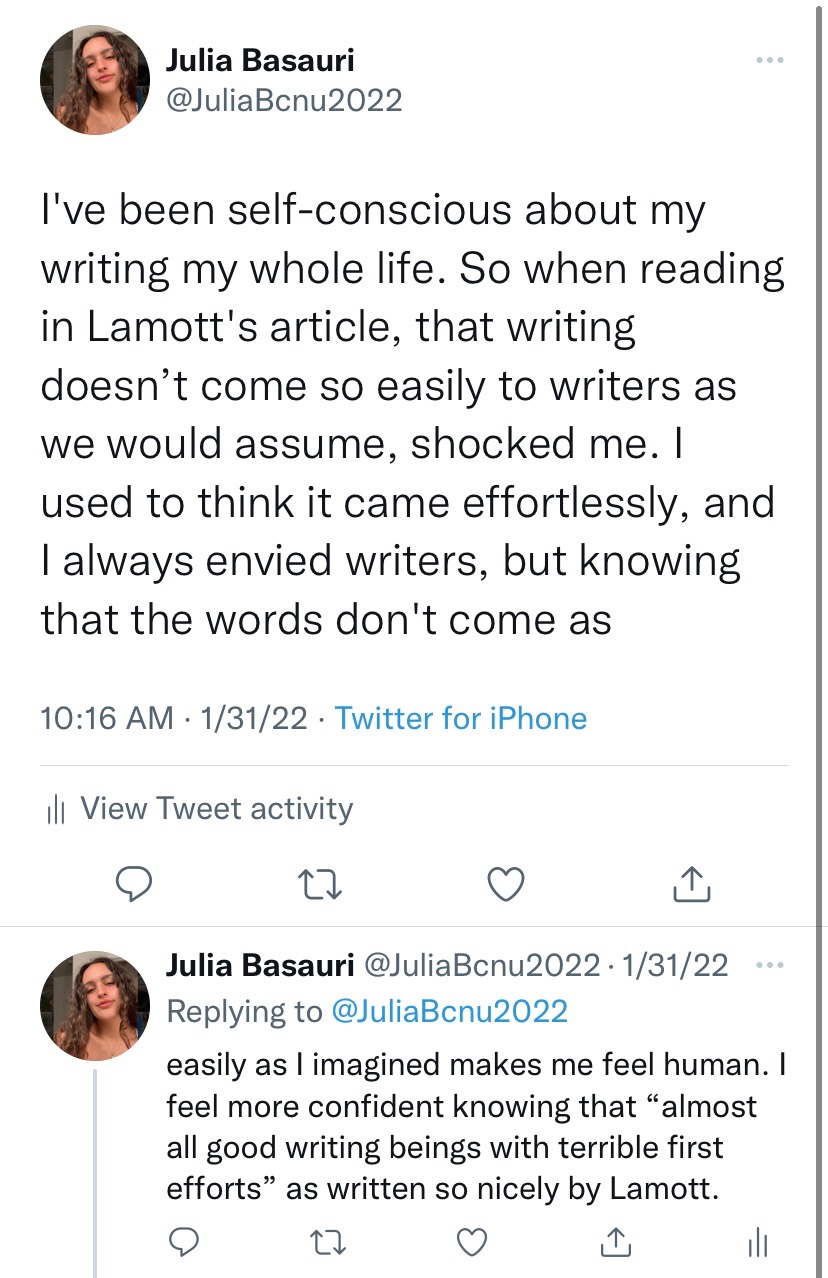 Julia Basauri
@JuliaBcnu2022
I've been self-conscious about my
writing my whole life. So when reading
in Lamott's article, that writing
doesn’t come so easily to writers as
we would assume, shocked me. I
used to think it came effortlessly, and
I always envied writers, but knowing
that the words don't come as
10:16 AM · 1/31/22 · Twitter for iPhone
View Tweet activity
Julia Basauri @JuliaBcnu2022 · 1/31/22
Replying to @JuliaBcnu2022
easily as I imagined makes me feel human. I
feel more confident knowing that “almost
all good writing beings with terrible first
efforts” as written so nicely by Lamott.